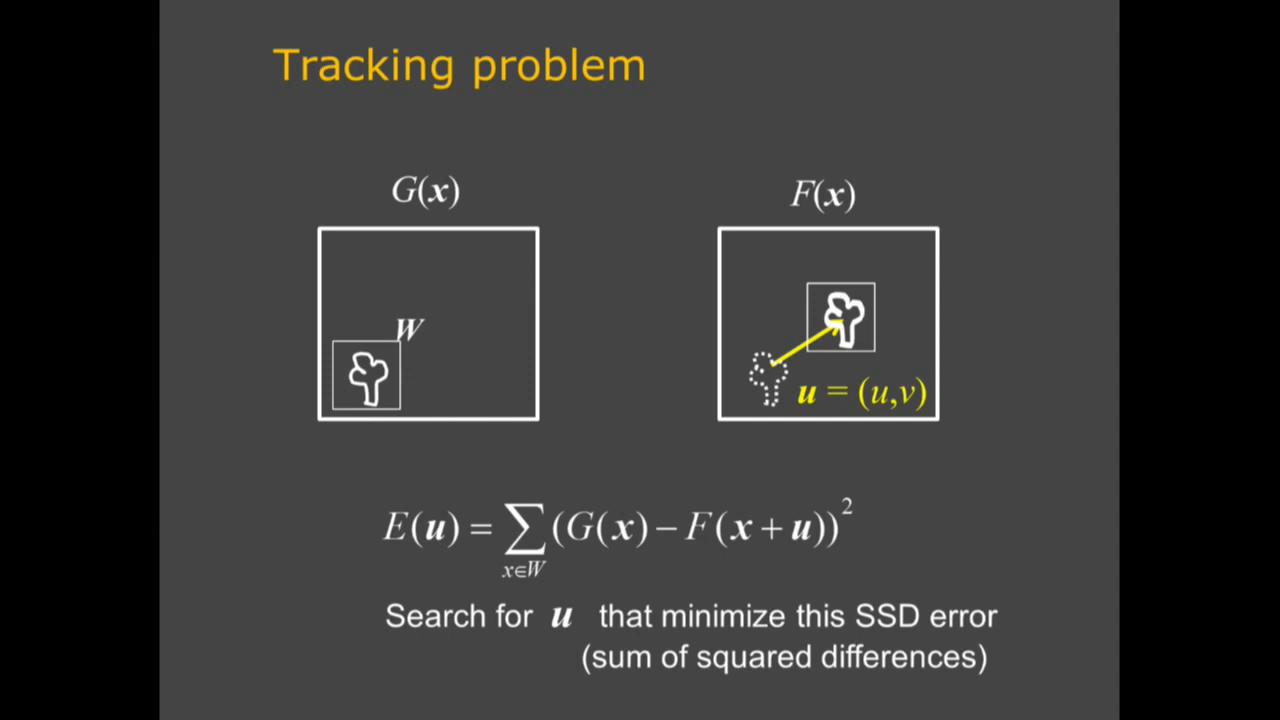 Tracking problem
G(x)
F(x)
W
u = (u,v)
E(u) = ∑ (G(x) − F(x + u))²
x∈W
Search for u that minimize this SSD error
(sum of squared differences)